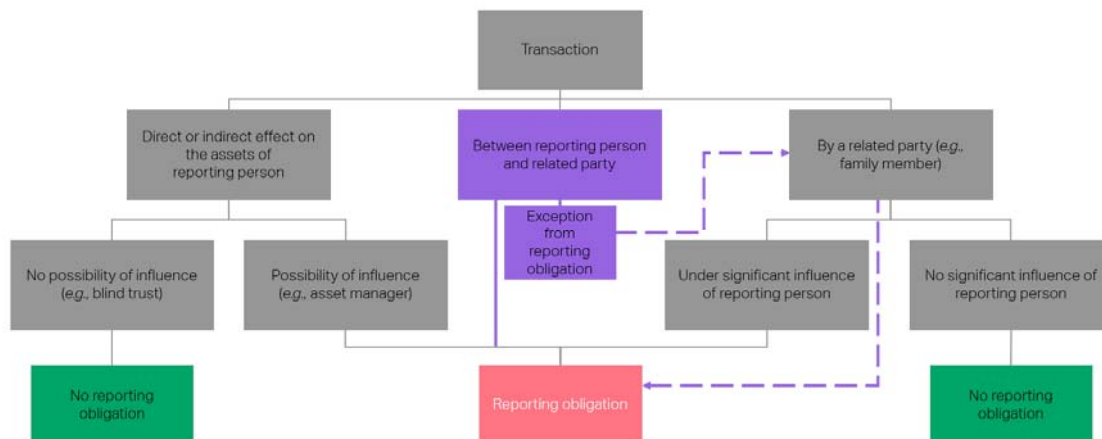 Transaction
Direct or indirect effect on
the assets of
reporting person
Between reporting person
and related party
By a related party (e.g.,
family member)
Exception
from
reporting
obligation
No possibility of influence
(e.g., blind trust)
Possibility of influence
(e.g., asset manager)
Under significant influence
of reporting person
No significant influence of
reporting person
No reporting
obligation
Reporting obligation
No reporting
obligation